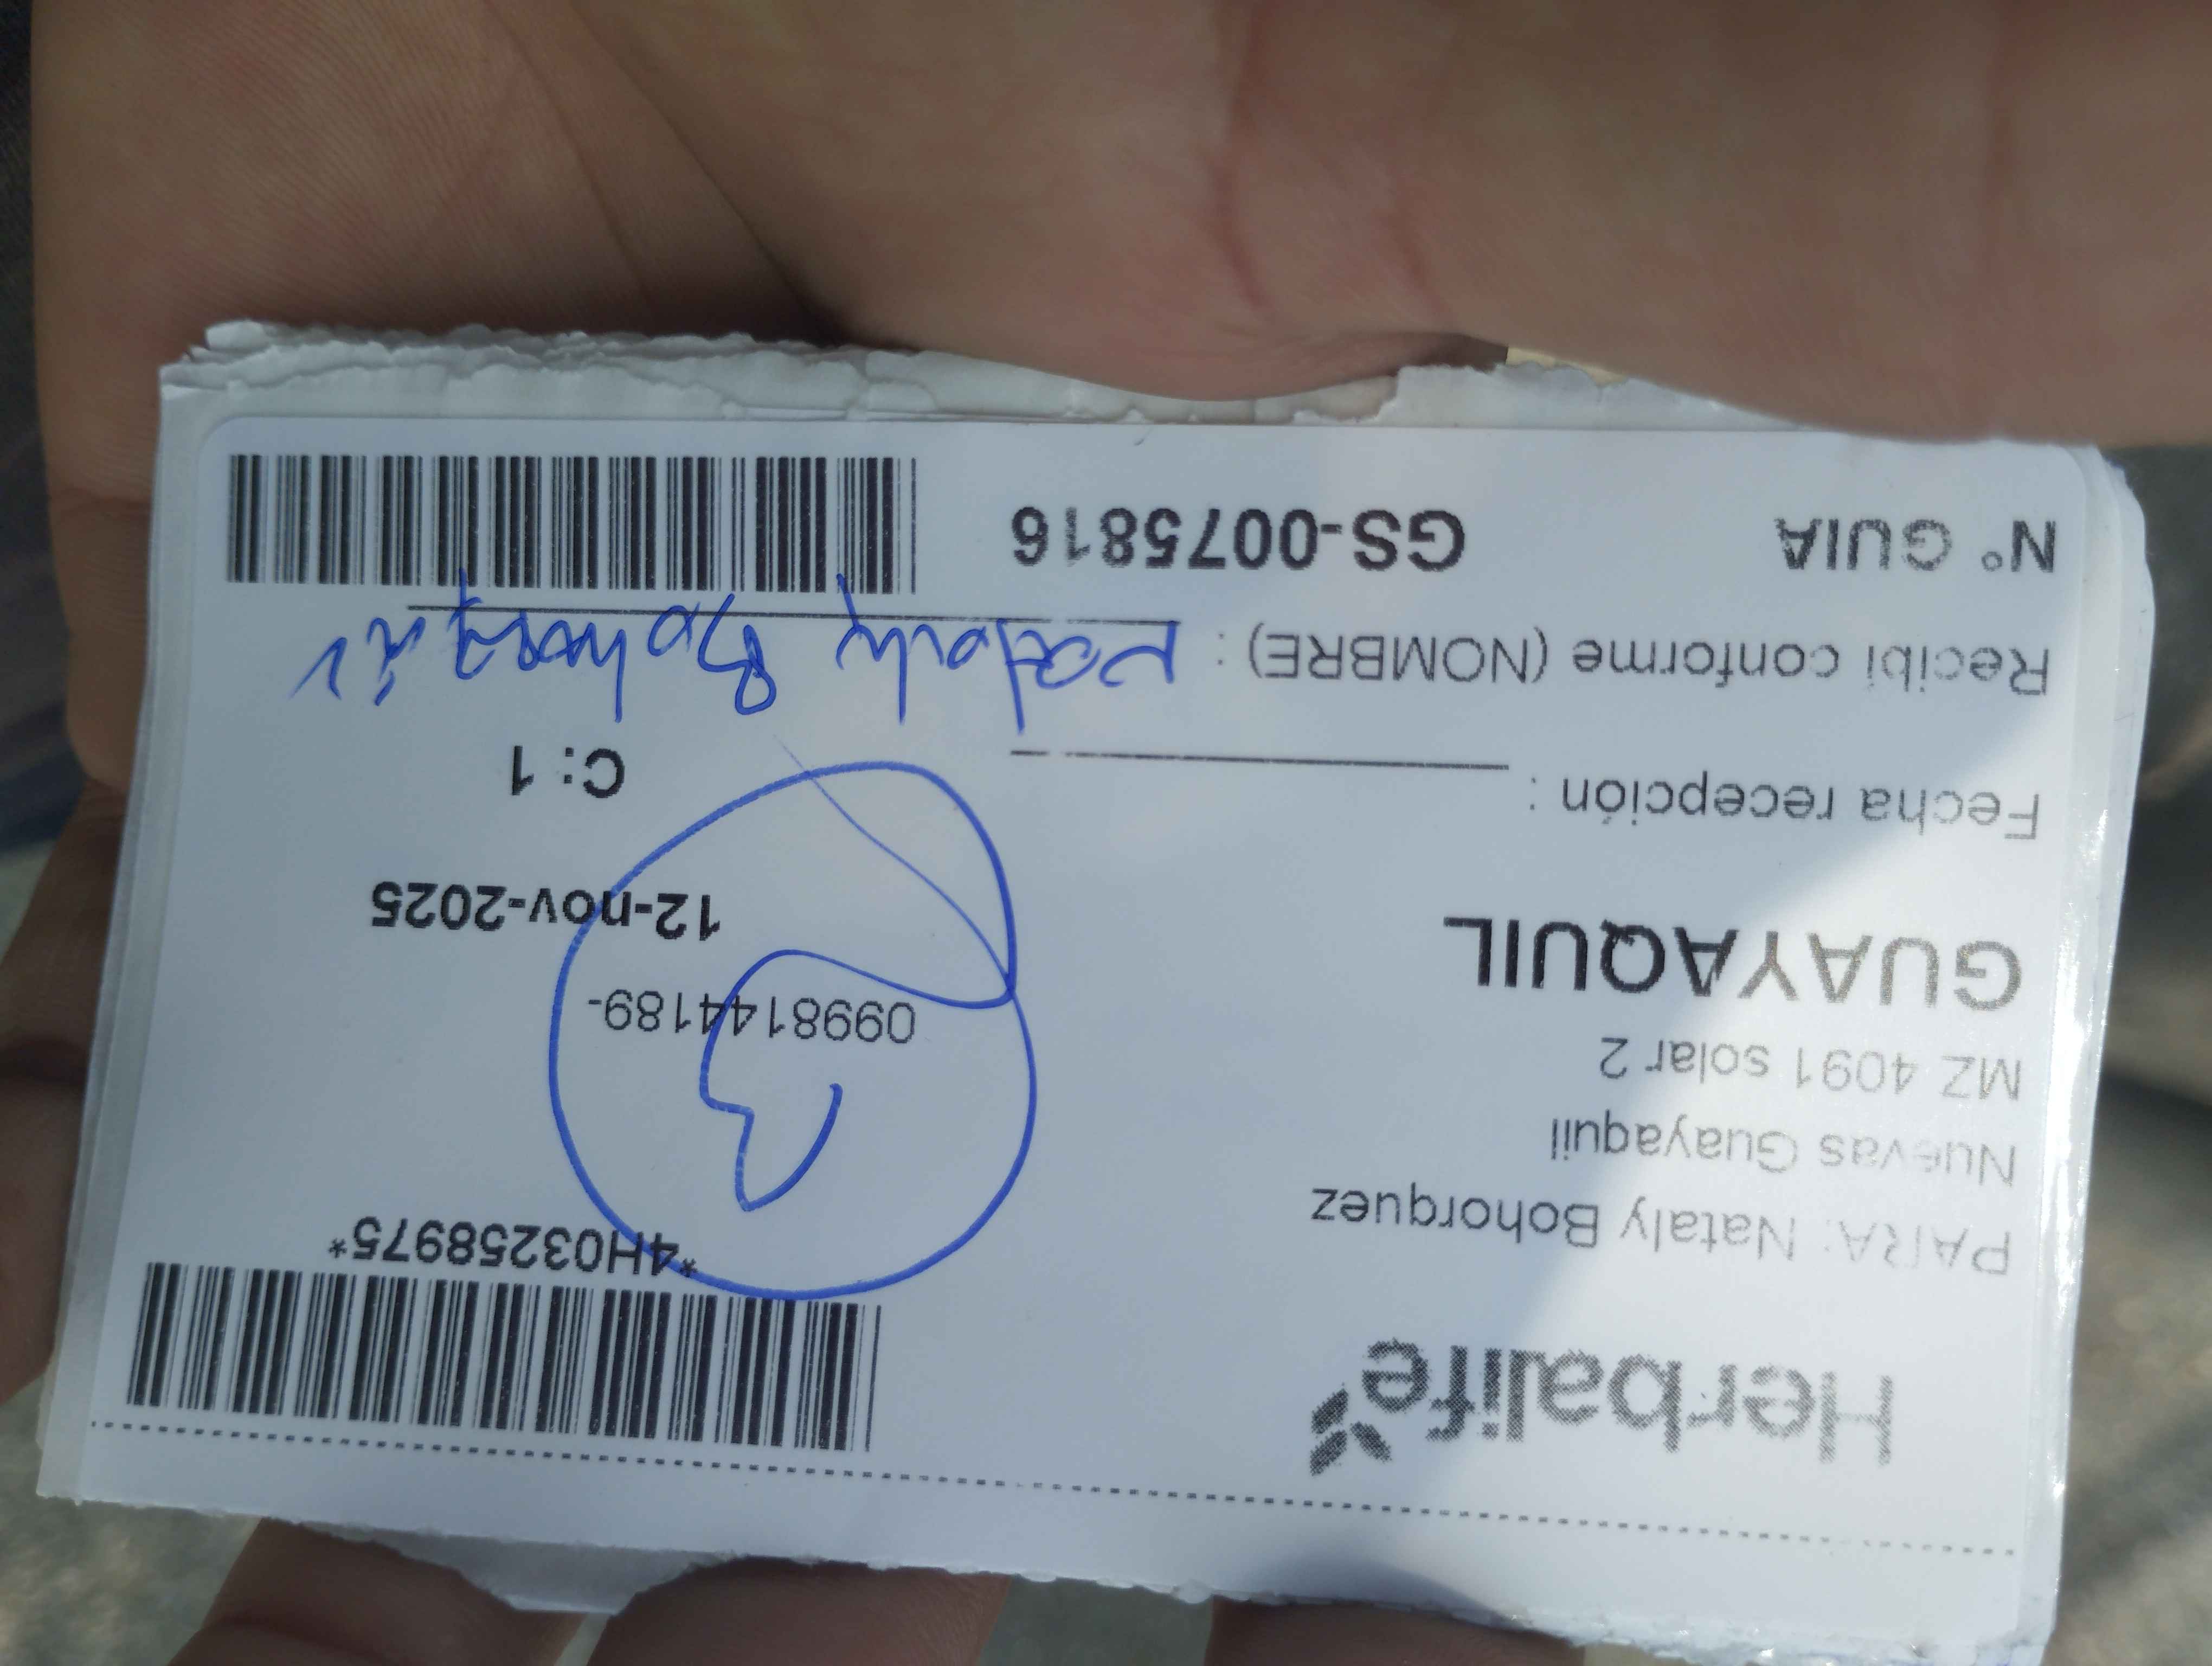 Herbalife
*4H03258975*
PARA: Nataly Bohorquez
Nuevas Guayaquil
MZ 4091 solar 2
0998144189-
GUAYAQUIL
12-nov-2025
Fecha recepción :
C: 1
Recibi conforme (NOMBRE) : Nataly Bohorquez
N° GUIA GS-0075816